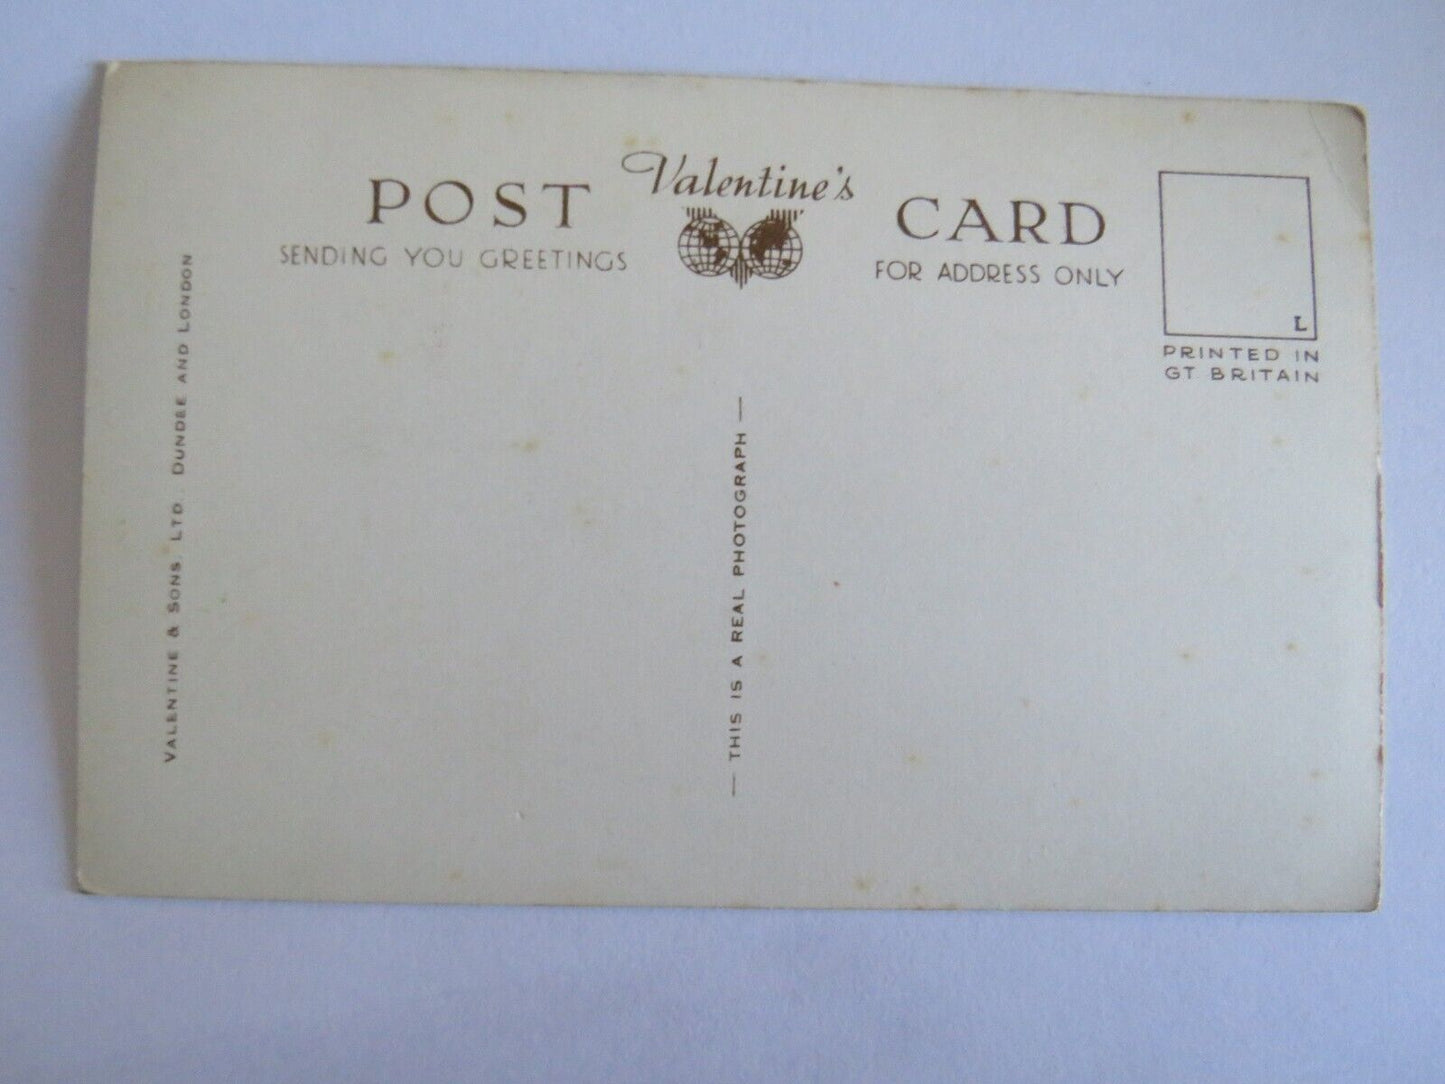 Valentine's
POST CARD
SENDING YOU GREETINGS
FOR ADDRESS ONLY
L
PRINTED IN
GT BRITAIN
VALENTINE & SONS. LTD. DUNDEE AND LONDON
— THIS IS A REAL PHOTOGRAPH —